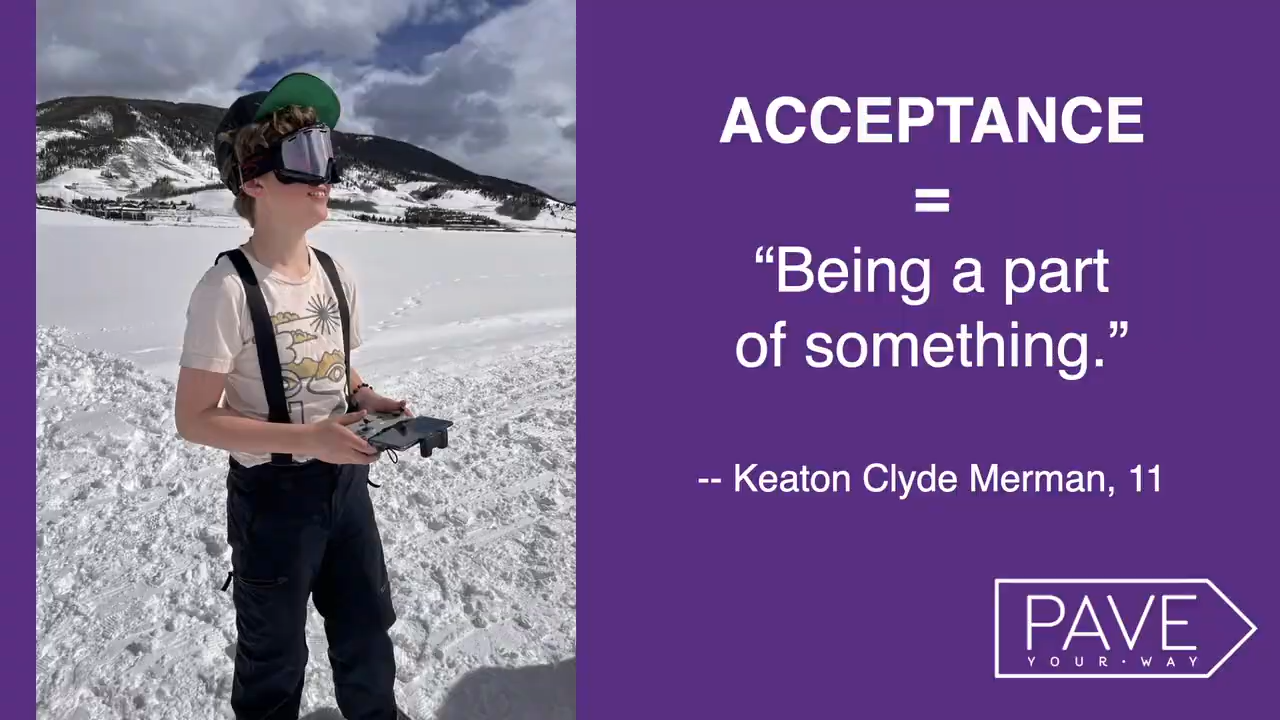 ACCEPTANCE
=
“Being a part
of something.”
-- Keaton Clyde Merman, 11
PAVE
YOUR·WAY